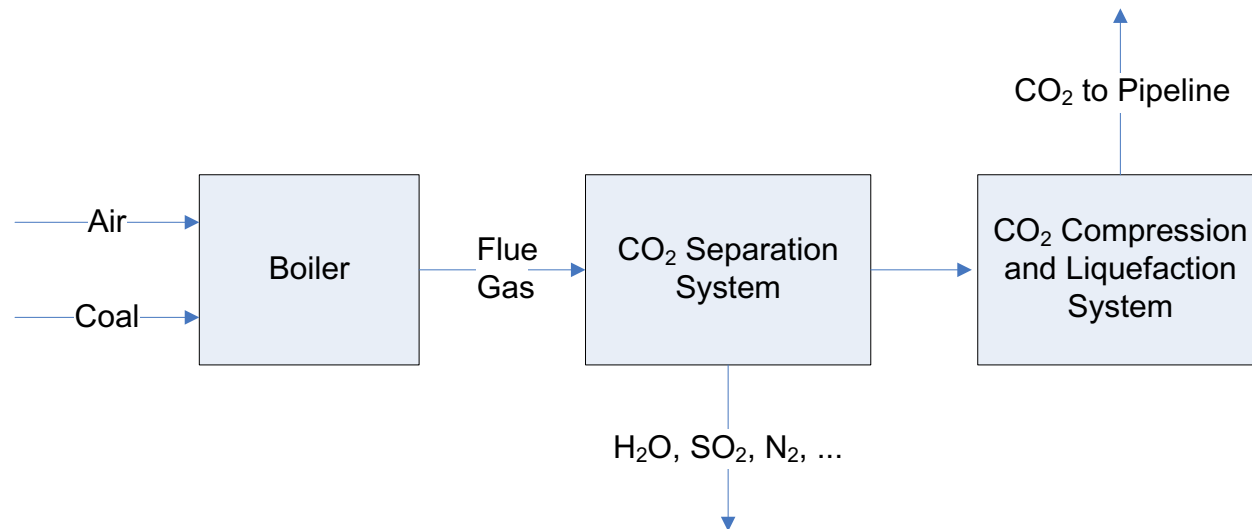 Air
Coal
Boiler
Flue
Gas
CO₂ Separation
System
H₂O, SO₂, N₂, ...
CO₂ Compression
and Liquefaction
System
CO₂ to Pipeline